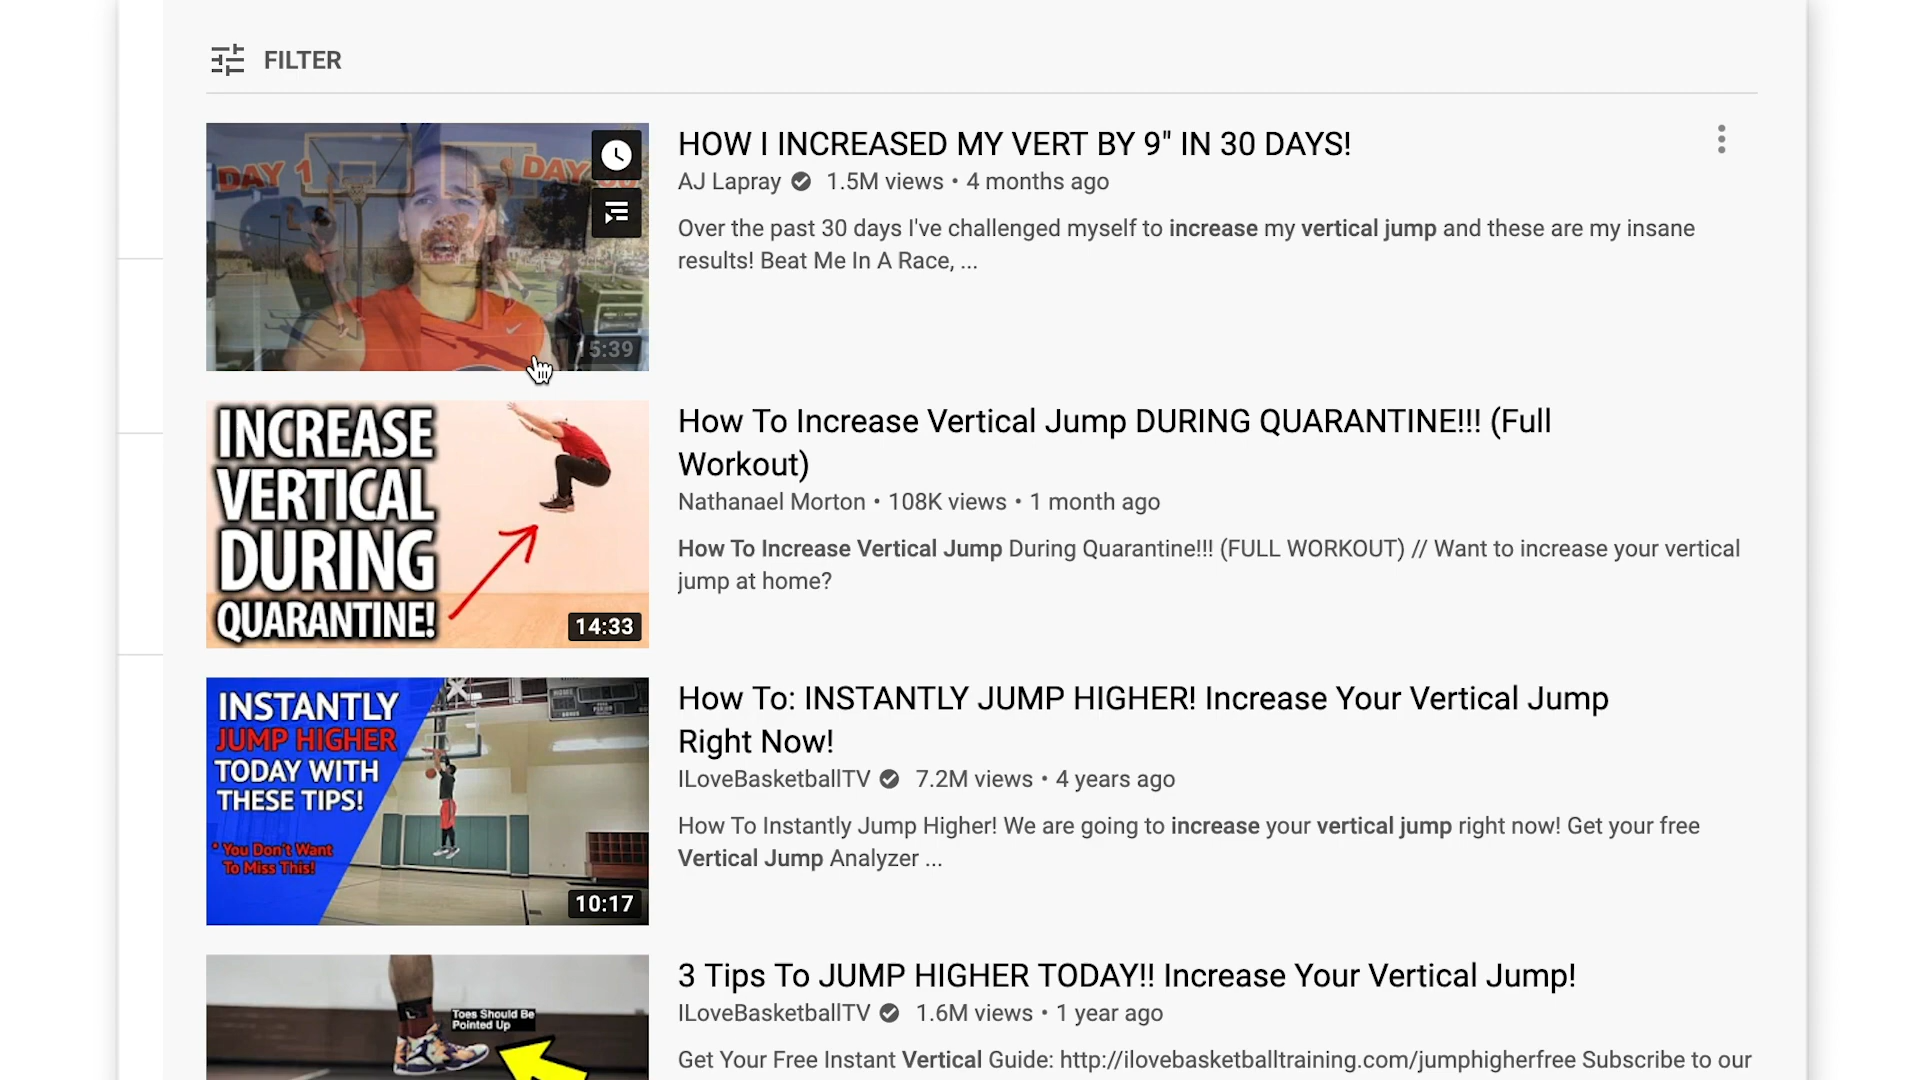 FILTER
DAY 1
DAY
15:39
HOW I INCREASED MY VERT BY 9" IN 30 DAYS!
AJ Lapray 1.5M views • 4 months ago
Over the past 30 days I've challenged myself to increase my vertical jump and these are my insane
results! Beat Me In A Race, ...
INCREASE
VERTICAL
DURING
QUARANTINE!
14:33
How To Increase Vertical Jump DURING QUARANTINE!!! (Full
Workout)
Nathanael Morton • 108K views • 1 month ago
How To Increase Vertical Jump During Quarantine!!! (FULL WORKOUT) // Want to increase your vertical
jump at home?
INSTANTLY
JUMP HIGHER
TODAY WITH
THESE TIPS!
* You Don't Want
To Miss This!
10:17
How To: INSTANTLY JUMP HIGHER! Increase Your Vertical Jump
Right Now!
ILoveBasketballTV 7.2M views • 4 years ago
How To Instantly Jump Higher! We are going to increase your vertical jump right now! Get your free
Vertical Jump Analyzer ...
Toes Should Be
Pointed Up
3 Tips To JUMP HIGHER TODAY!! Increase Your Vertical Jump!
ILoveBasketballTV 1.6M views • 1 year ago
Get Your Free Instant Vertical Guide: http://ilovebasketballtraining.com/jumphigherfree Subscribe to our